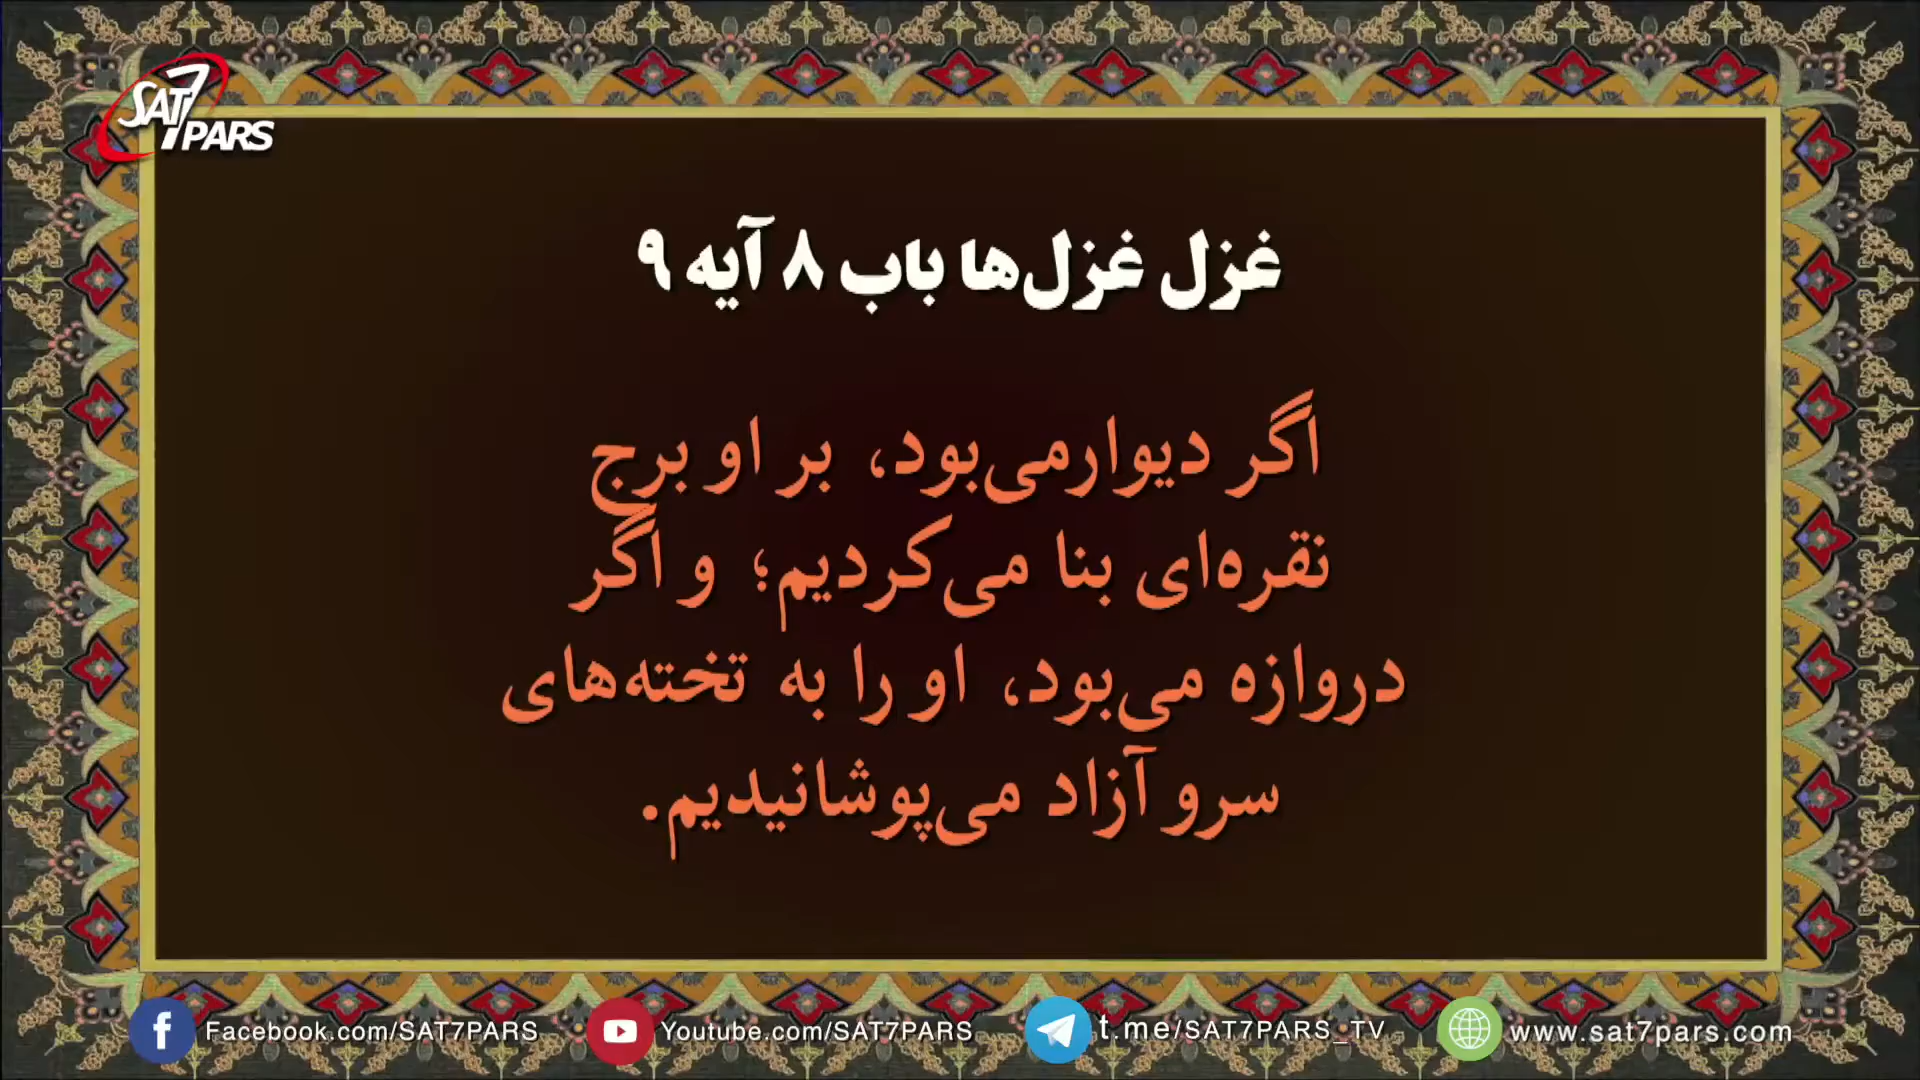 SAT7
PARS
غزل غزل‌ها باب ۸ آیه ۹
اگر دیوارمی‌بود، بر او برج
نقره‌ای بنا می‌کردیم؛ و اگر
دروازه می‌بود، او را به تخته‌های
سرو آزاد می‌پوشانیدیم.
Facebook.com/SAT7PARS Youtube.com/SAT7PARS t.me/SAT7PARS_TV www.sat7pars.com